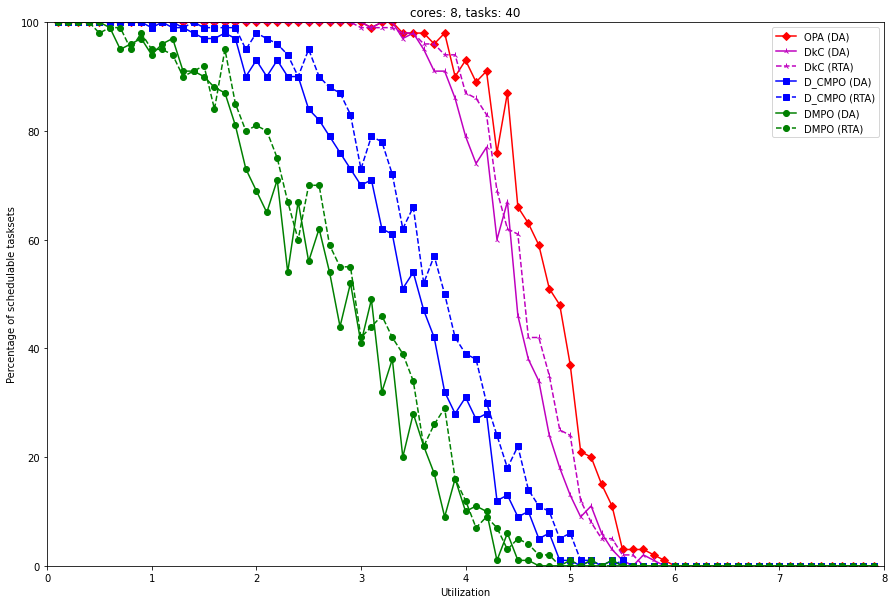 cores: 8, tasks: 40
OPA (DA)
DkC (DA)
DkC (RTA)
D_CMPO (DA)
D_CMPO (RTA)
DMPO (DA)
DMPO (RTA)
Percentage of schedulable tasksets
100
80
60
40
20
0
0 1 2 3 4 5 6 7 8
Utilization